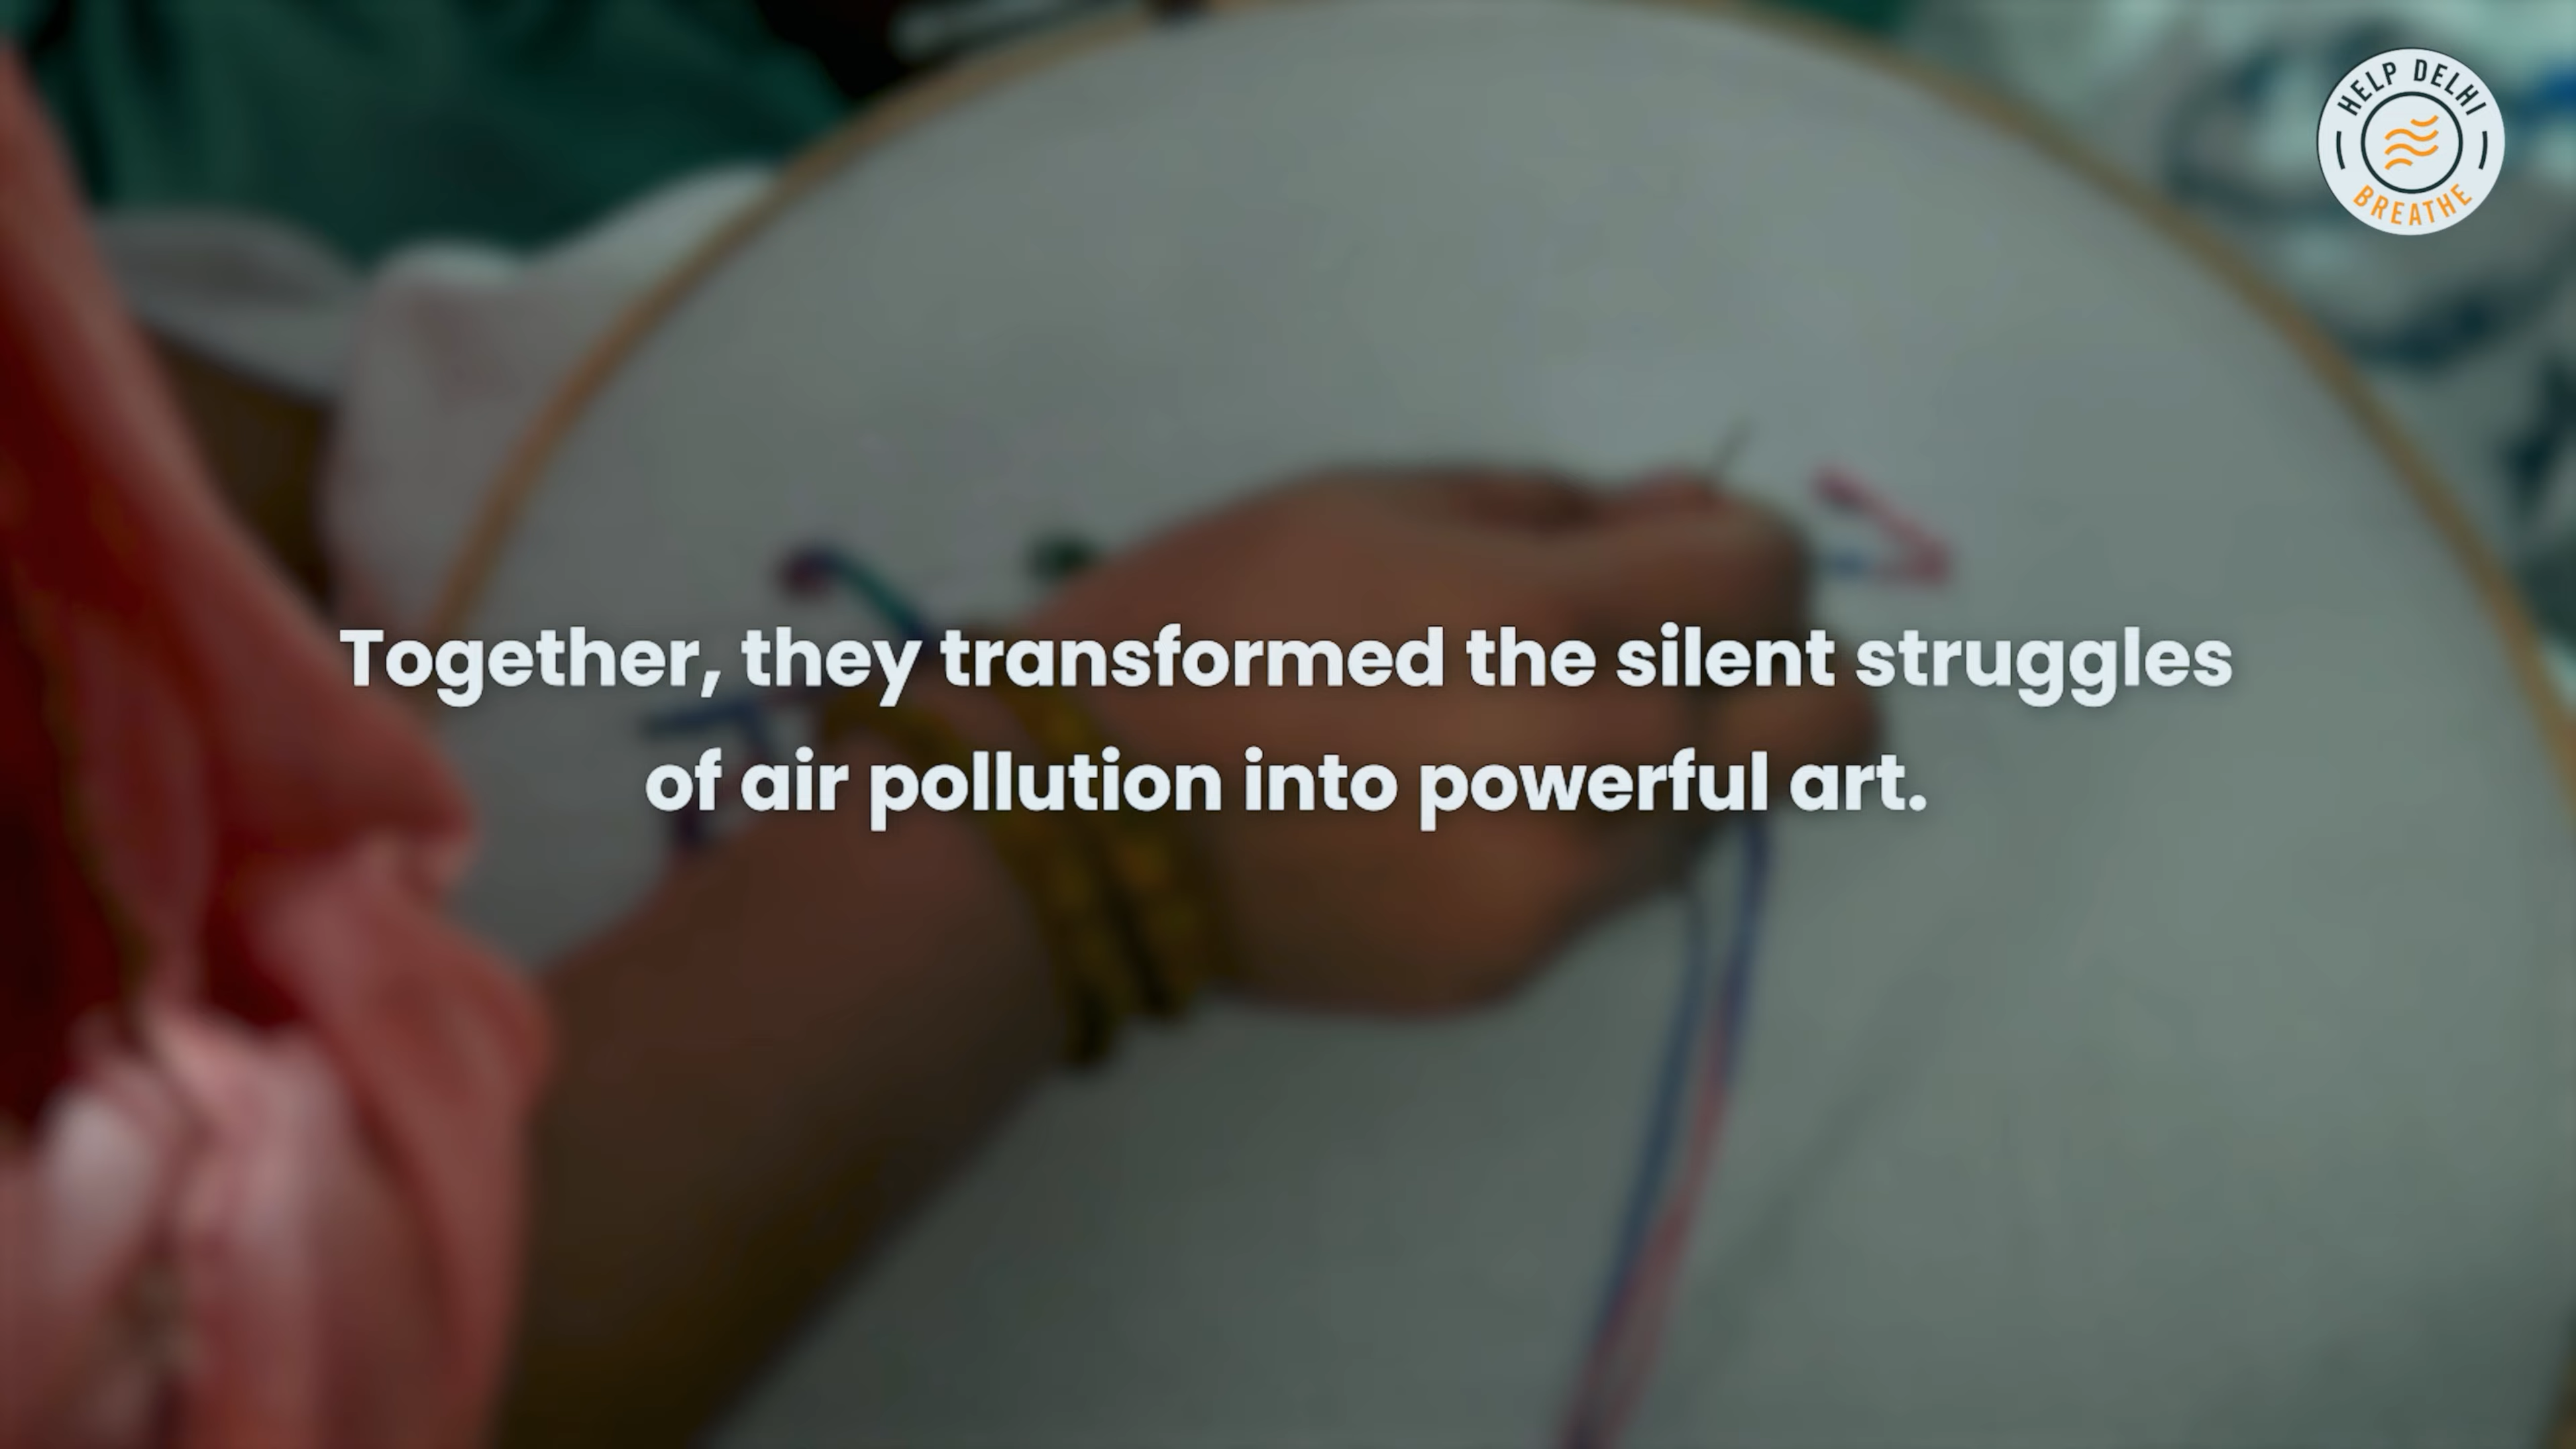 HELP DELHI
BREATHE
Together, they transformed the silent struggles
of air pollution into powerful art.